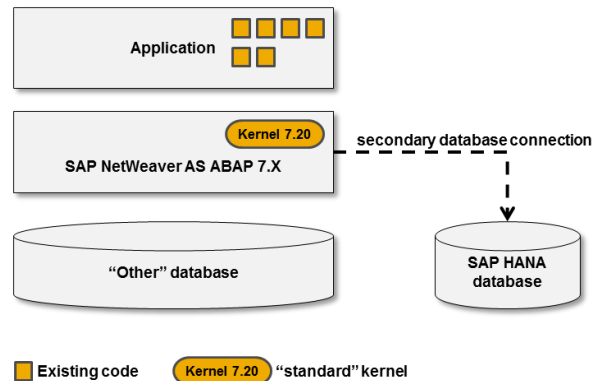 Application
Kernel 7.20
SAP NetWeaver AS ABAP 7.X
secondary database connection
“Other” database
SAP HANA
database
Existing code
Kernel 7.20 “standard” kernel